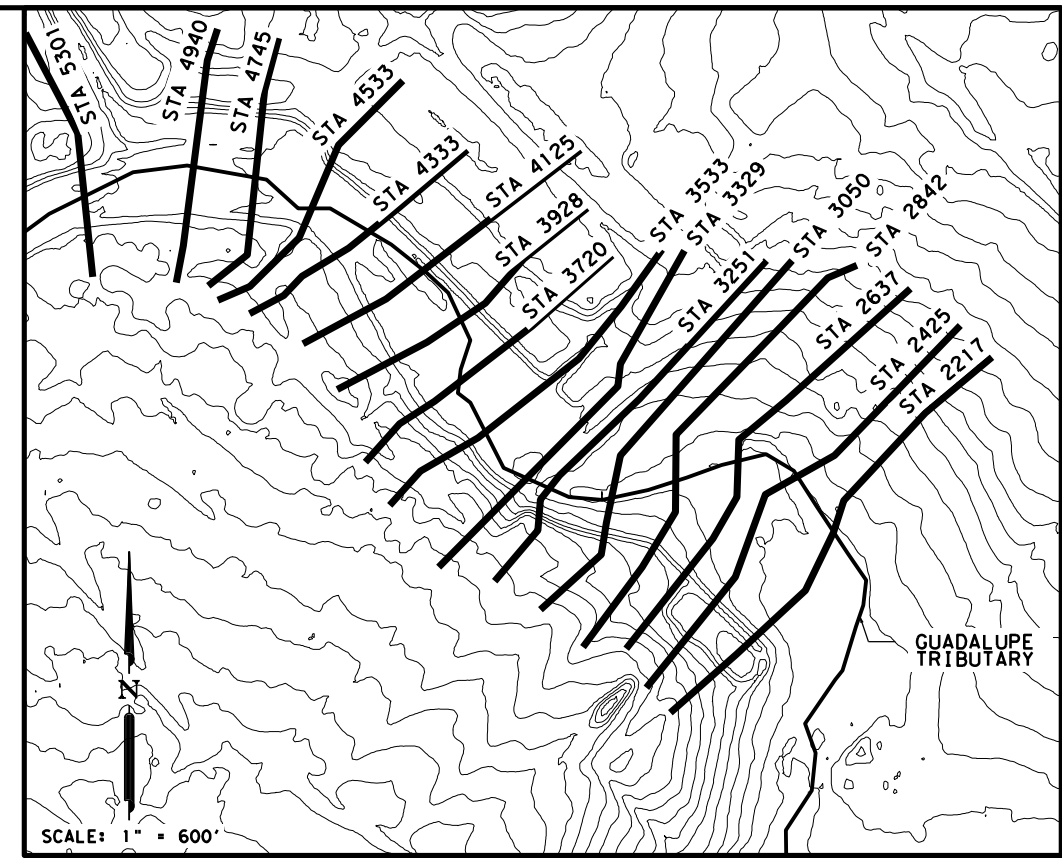 STA 5301
STA 4940
STA 4745
STA 4533
STA 4333
STA 4125
STA 3928
STA 3720
STA 3533
STA 3329
STA 3251
STA 3050
STA 2842
STA 2637
STA 2425
STA 2217
GUADALUPE
TRIBUTARY
N
SCALE: 1" = 600'